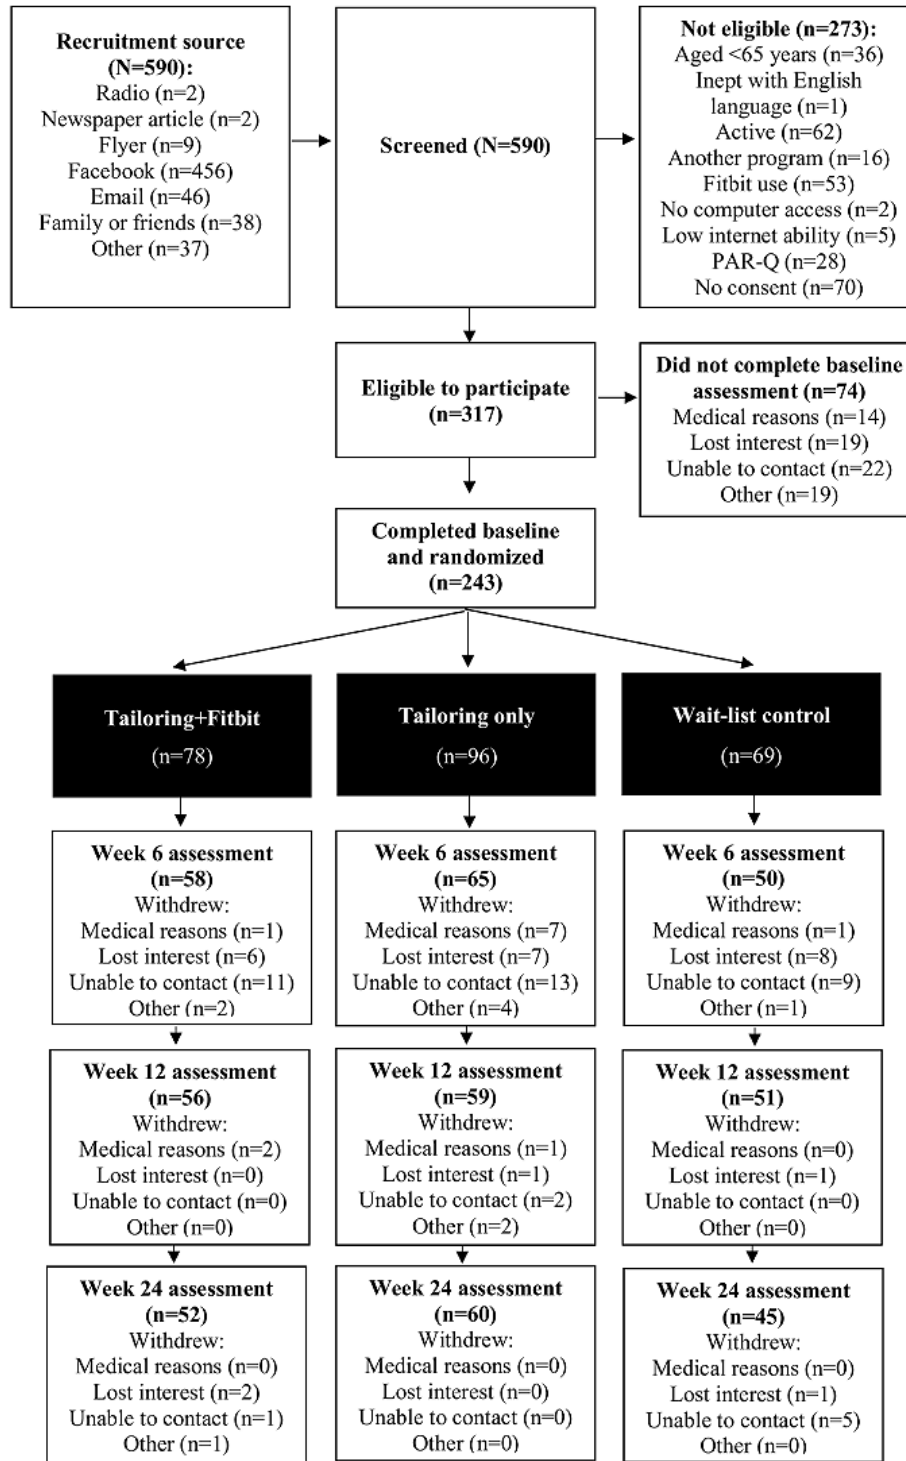 Recruitment source
(N=590):
Radio (n=2)
Newspaper article (n=2)
Flyer (n=9)
Facebook (n=456)
Email (n=46)
Family or friends (n=38)
Other (n=37)
Screened (N=590)
Not eligible (n=273):
Aged <65 years (n=36)
Inept with English
language (n=1)
Active (n=62)
Another program (n=16)
Fitbit use (n=53)
No computer access (n=2)
Low internet ability (n=5)
PAR-Q (n=28)
No consent (n=70)
Eligible to participate
(n=317)
Did not complete baseline
assessment (n=74)
Medical reasons (n=14)
Lost interest (n=19)
Unable to contact (n=22)
Other (n=19)
Completed baseline
and randomized
(n=243)
Tailoring+Fitbit
(n=78)
Tailoring only
(n=96)
Wait-list control
(n=69)
Week 6 assessment
(n=58)
Withdrew:
Medical reasons (n=1)
Lost interest (n=6)
Unable to contact (n=11)
Other (n=2)
Week 6 assessment
(n=65)
Withdrew:
Medical reasons (n=7)
Lost interest (n=7)
Unable to contact (n=13)
Other (n=4)
Week 6 assessment
(n=50)
Withdrew:
Medical reasons (n=1)
Lost interest (n=8)
Unable to contact (n=9)
Other (n=1)
Week 12 assessment
(n=56)
Withdrew:
Medical reasons (n=2)
Lost interest (n=0)
Unable to contact (n=0)
Other (n=0)
Week 12 assessment
(n=59)
Withdrew:
Medical reasons (n=1)
Lost interest (n=1)
Unable to contact (n=2)
Other (n=2)
Week 12 assessment
(n=51)
Withdrew:
Medical reasons (n=0)
Lost interest (n=1)
Unable to contact (n=0)
Other (n=0)
Week 24 assessment
(n=52)
Withdrew:
Medical reasons (n=0)
Lost interest (n=2)
Unable to contact (n=1)
Other (n=1)
Week 24 assessment
(n=60)
Withdrew:
Medical reasons (n=0)
Lost interest (n=0)
Unable to contact (n=0)
Other (n=0)
Week 24 assessment
(n=45)
Withdrew:
Medical reasons (n=0)
Lost interest (n=1)
Unable to contact (n=5)
Other (n=0)